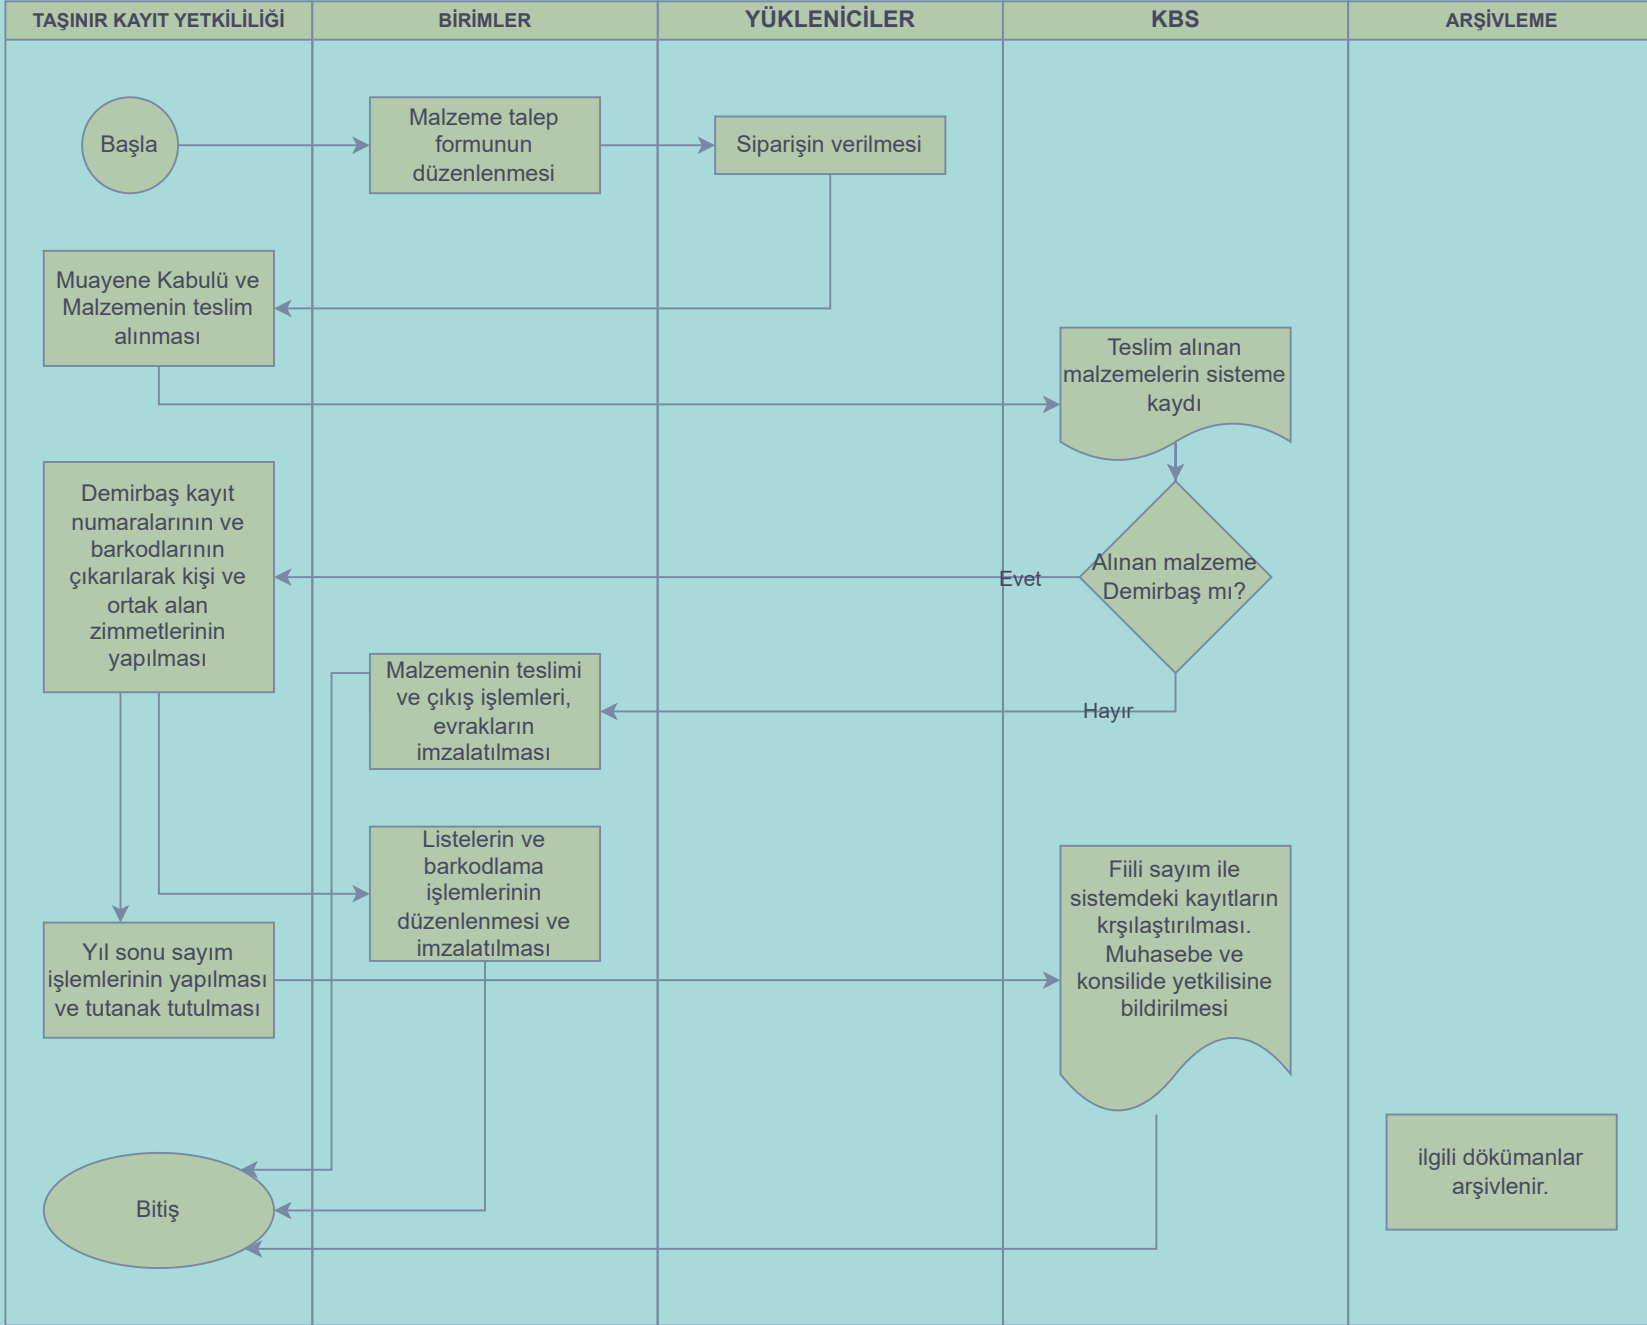 TAŞINIR KAYIT YETKİLİLİĞİ
BİRİMLER
YÜKLENİCİLER
KBS
ARŞİVLEME
Başla
Malzeme talep
formunun
düzenlenmesi
Siparişin verilmesi
Muayene Kabulü ve
Malzemenin teslim
alınması
Teslim alınan
malzemelerin sisteme
kaydı
Demirbaş kayıt
numaralarının ve
barkodlarının
çıkarılarak kişi ve
ortak alan
zimmetlerinin
yapılması
Evet
Alınan malzeme
Demirbaş mı?
Malzemenin teslimi
ve çıkış işlemleri,
evrakların
imzalatılması
Hayır
Listelerin ve
barkodlama
işlemlerinin
düzenlenmesi ve
imzalatılması
Fiili sayım ile
sistemdeki kayıtların
krşılaştırılması.
Muhasebe ve
konsilide yetkilisine
bildirilmesi
Yıl sonu sayım
işlemlerinin yapılması
ve tutanak tutulması
ilgili dökümanlar
arşivlenir.
Bitiş